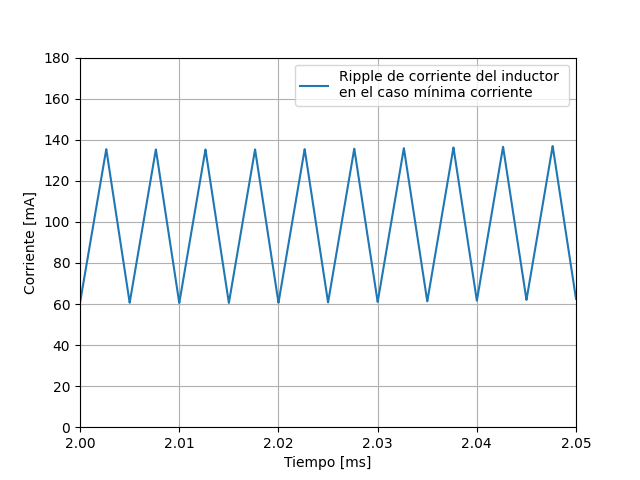 Ripple de corriente del inductor
en el caso mínima corriente
180
160
140
120
100
80
60
40
20
0
Corriente [mA]
2.00 2.01 2.02 2.03 2.04 2.05
Tiempo [ms]